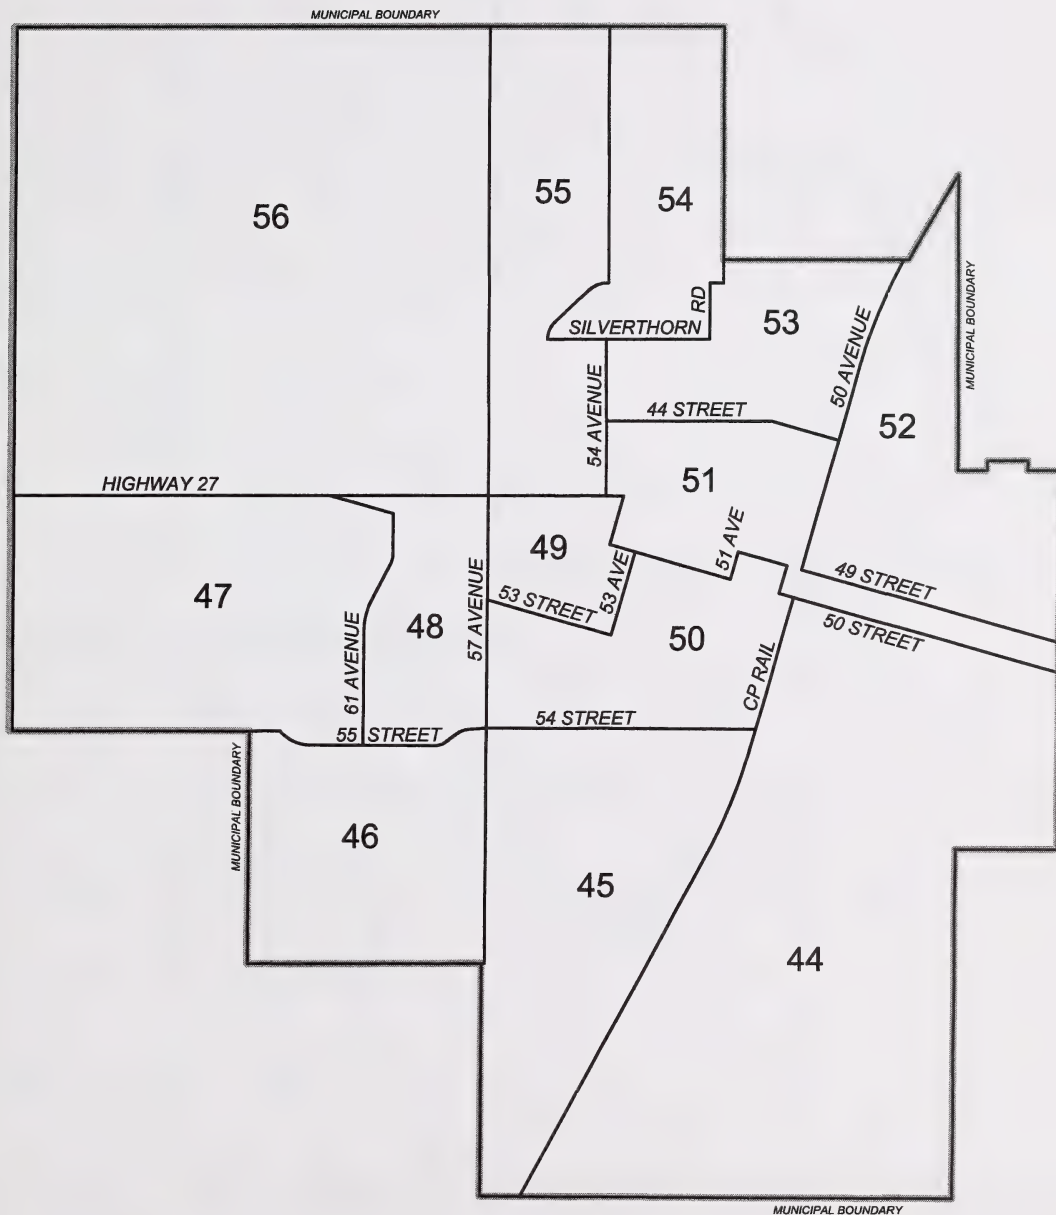 MUNICIPAL BOUNDARY
56
55
54
SILVERTHORN RD
53
50 AVENUE
MUNICIPAL BOUNDARY
54 AVENUE
44 STREET
52
HIGHWAY 27
51
51 AVE
49
47
53 STREET
53 AVE
49 STREET
50 STREET
61 AVENUE
48
57 AVENUE
50
CP RAIL
55 STREET
54 STREET
MUNICIPAL BOUNDARY
46
45
44
MUNICIPAL BOUNDARY